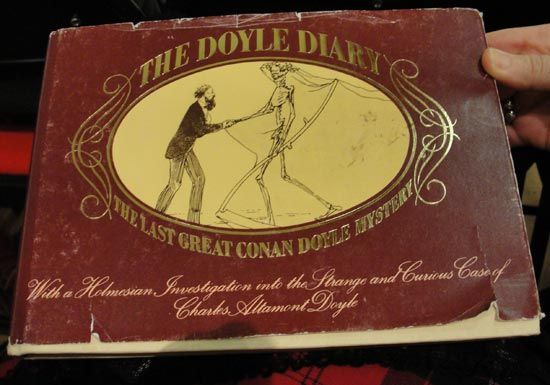 THE DOYLE DIARY
THE LAST GREAT CONAN DOYLE MYSTERY
With a Holmesian Investigation into the Strange and Curious Case of
Charles Altamont Doyle